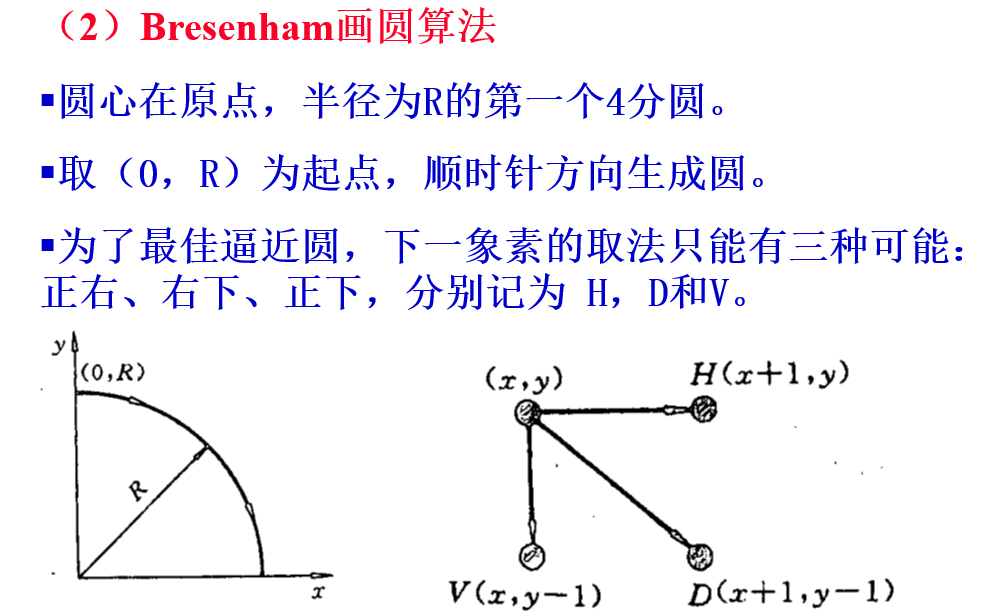 （2）Bresenham画圆算法
▪圆心在原点，半径为R的第一个4分圆。
▪取（0，R）为起点，顺时针方向生成圆。
▪为了最佳逼近圆，下一象素的取法只能有三种可能：
正右、右下、正下，分别记为 H，D和V。
y
(0,R)
R
x
(x,y)
H(x+1,y)
V(x,y−1)
D(x+1,y−1)